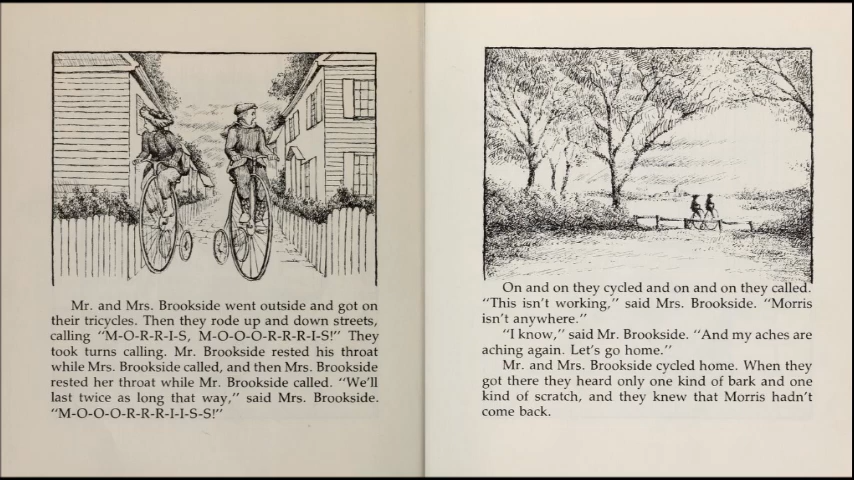 Mr. and Mrs. Brookside went outside and got on
their tricycles. Then they rode up and down streets,
calling "M-O-R-R-I-S, M-O-O-R-R-R-I-S!" They
took turns calling. Mr. Brookside rested his throat
while Mrs. Brookside called, and then Mrs. Brookside
rested her throat while Mr. Brookside called. "We'll
last twice as long that way," said Mrs. Brookside.
"M-O-O-O-R-R-R-I-I-S-S!"
On and on they cycled and on and on they called.
"This isn't working," said Mrs. Brookside. "Morris
isn't anywhere."
"I know," said Mr. Brookside. "And my aches are
aching again. Let's go home."
Mr. and Mrs. Brookside cycled home. When they
got there they heard only one kind of bark and one
kind of scratch, and they knew that Morris hadn't
come back.